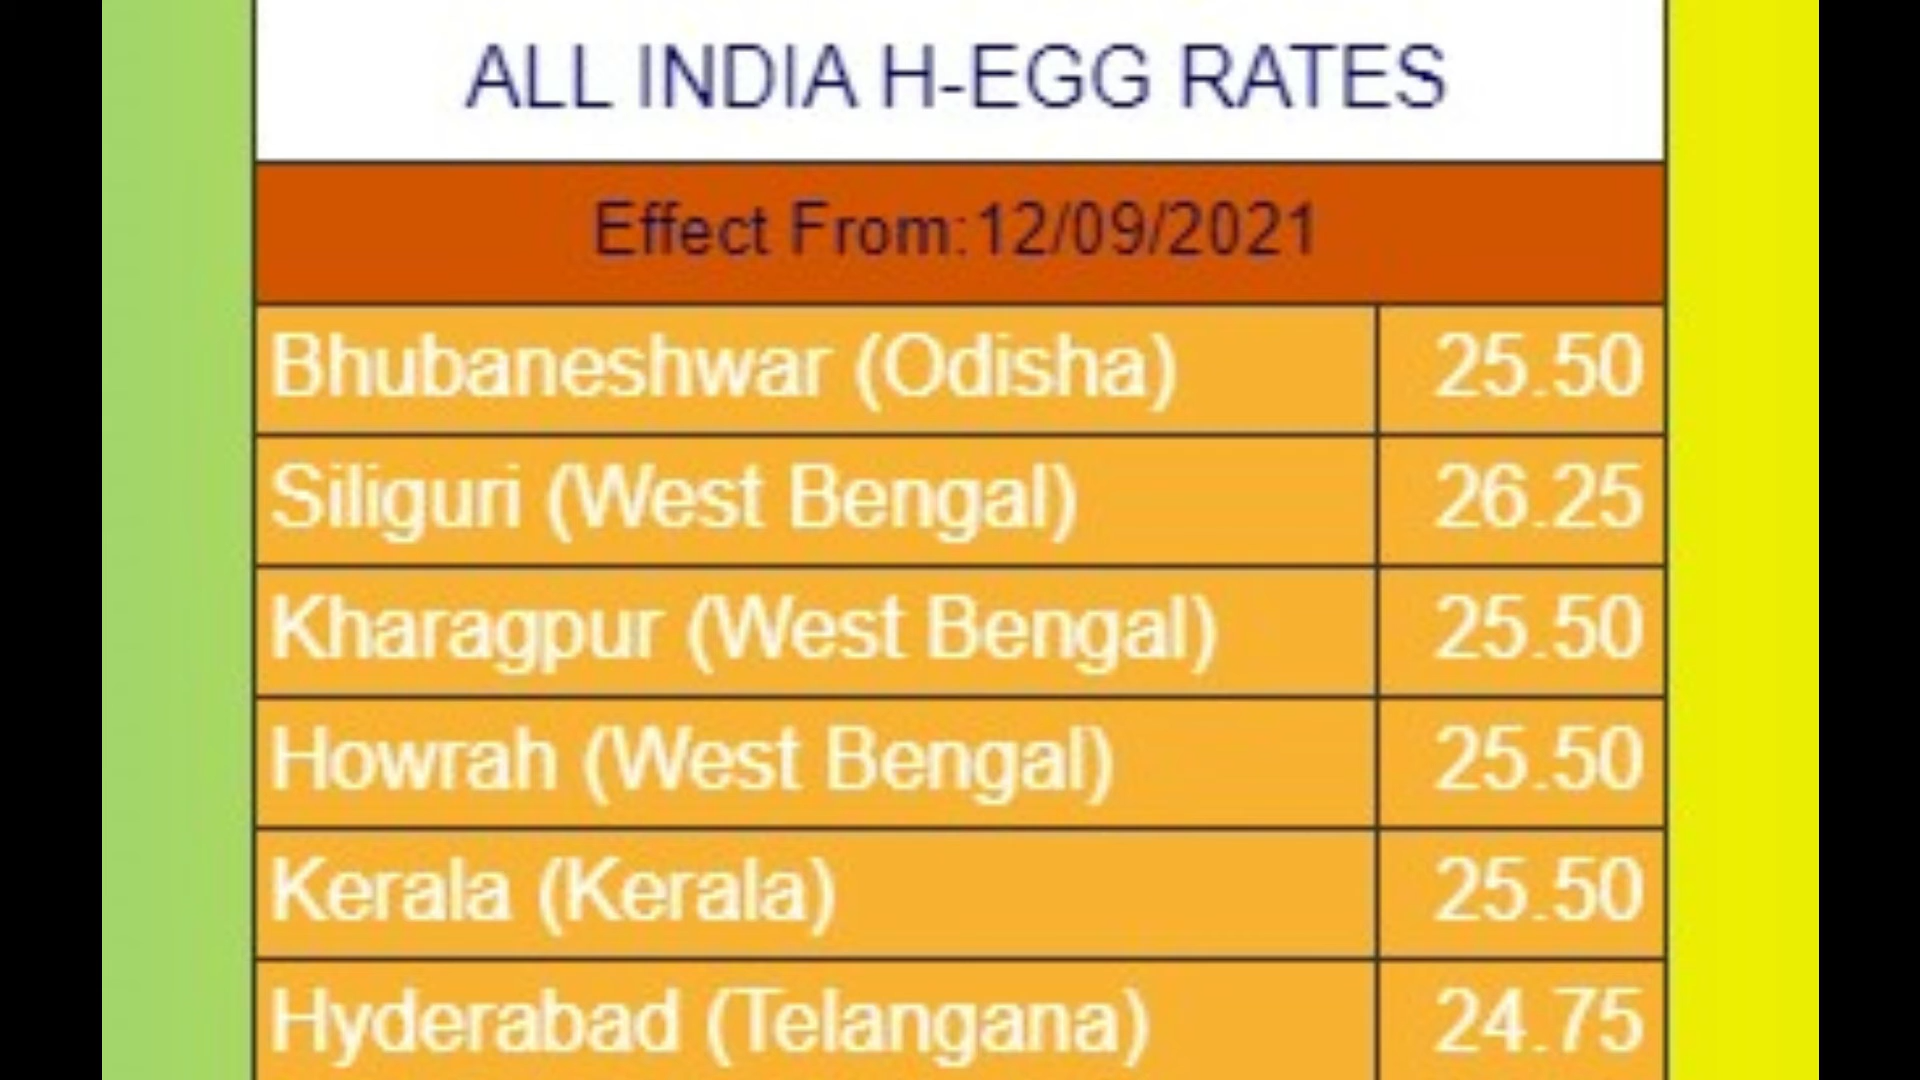 ALL INDIA H-EGG RATES
Effect From:12/09/2021
Bhubaneshwar (Odisha) 25.50
Siliguri (West Bengal) 26.25
Kharagpur (West Bengal) 25.50
Howrah (West Bengal) 25.50
Kerala (Kerala) 25.50
Hyderabad (Telangana) 24.75